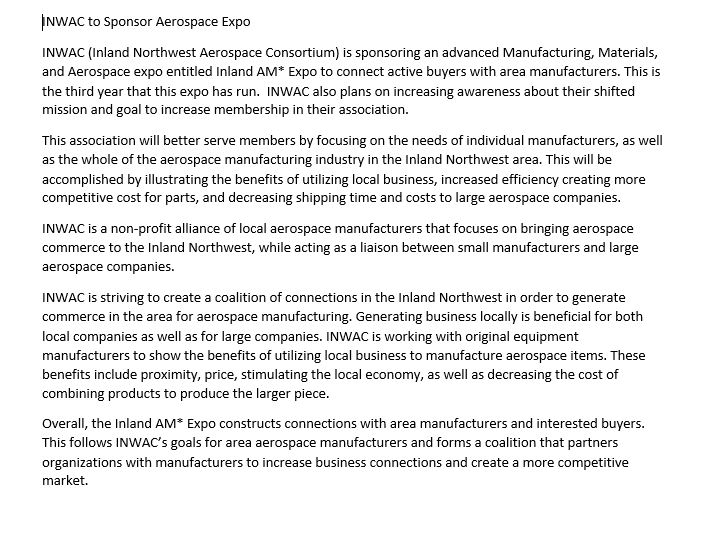 INWAC to Sponsor Aerospace Expo
INWAC (Inland Northwest Aerospace Consortium) is sponsoring an advanced Manufacturing, Materials,
and Aerospace expo entitled Inland AM* Expo to connect active buyers with area manufacturers. This is
the third year that this expo has run.  INWAC also plans on increasing awareness about their shifted
mission and goal to increase membership in their association.
This association will better serve members by focusing on the needs of individual manufacturers, as well
as the whole of the aerospace manufacturing industry in the Inland Northwest area. This will be
accomplished by illustrating the benefits of utilizing local business, increased efficiency creating more
competitive cost for parts, and decreasing shipping time and costs to large aerospace companies.
INWAC is a non-profit alliance of local aerospace manufacturers that focuses on bringing aerospace
commerce to the Inland Northwest, while acting as a liaison between small manufacturers and large
aerospace companies.
INWAC is striving to create a coalition of connections in the Inland Northwest in order to generate
commerce in the area for aerospace manufacturing. Generating business locally is beneficial for both
local companies as well as for large companies. INWAC is working with original equipment
manufacturers to show the benefits of utilizing local business to manufacture aerospace items. These
benefits include proximity, price, stimulating the local economy, as well as decreasing the cost of
combining products to produce the larger piece.
Overall, the Inland AM* Expo constructs connections with area manufacturers and interested buyers.
This follows INWAC’s goals for area aerospace manufacturers and forms a coalition that partners
organizations with manufacturers to increase business connections and create a more competitive
market.